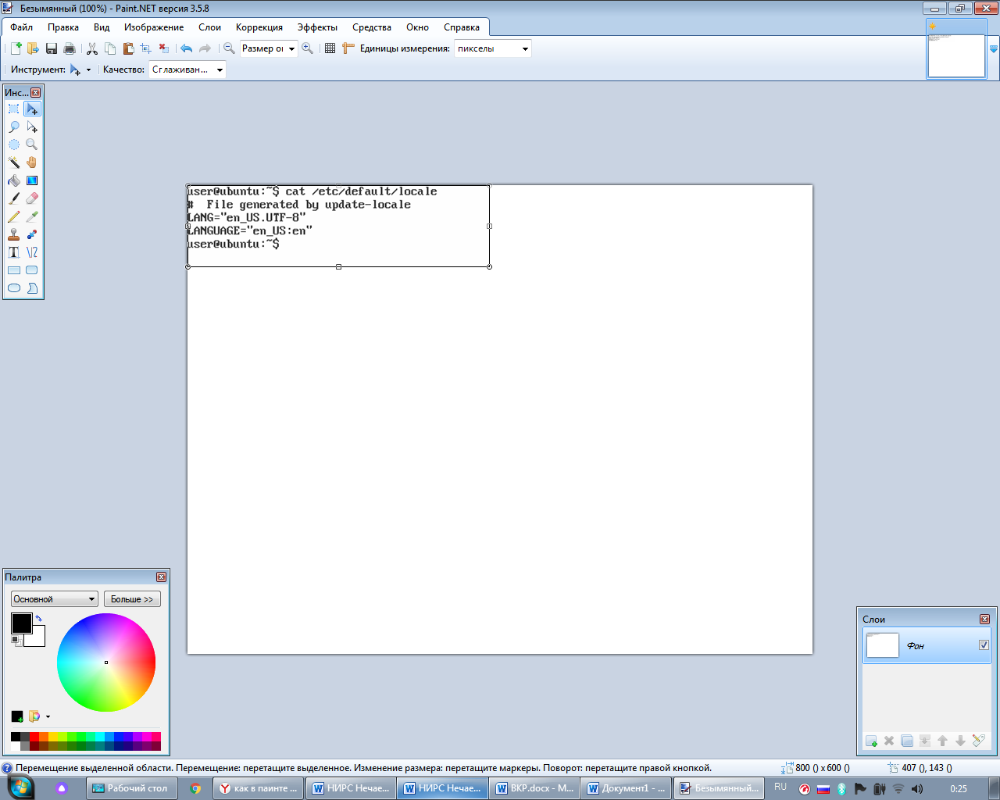 Безымянный (100%) - Paint.NET версия 3.5.8
Файл Правка Вид Изображение Слои Коррекция Эффекты Средства Окно Справка
Размер Единицы измерения: пикселы
Инструмент: Качество: Сглаживан...
Инс...
user@ubuntu:~$ cat /etc/default/locale
#  File generated by update-locale
LANG="en_US.UTF-8"
LANGUAGE="en_US:en"
user@ubuntu:~$
Палитра
Основной Больше >>
Слои
Фон
Перемещение выделенной области. Перемещение: перетащите выделенное. Изменение размера: перетащите маркеры. Поворот: перетащите правой кнопкой. 800 () x 600 () 407 (), 143 ()
Рабочий стол как в паинте ... НИРС Нечае... НИРС Нечае... ВКР.docx - M... Документ1 - ... Безымянный... RU 0:25